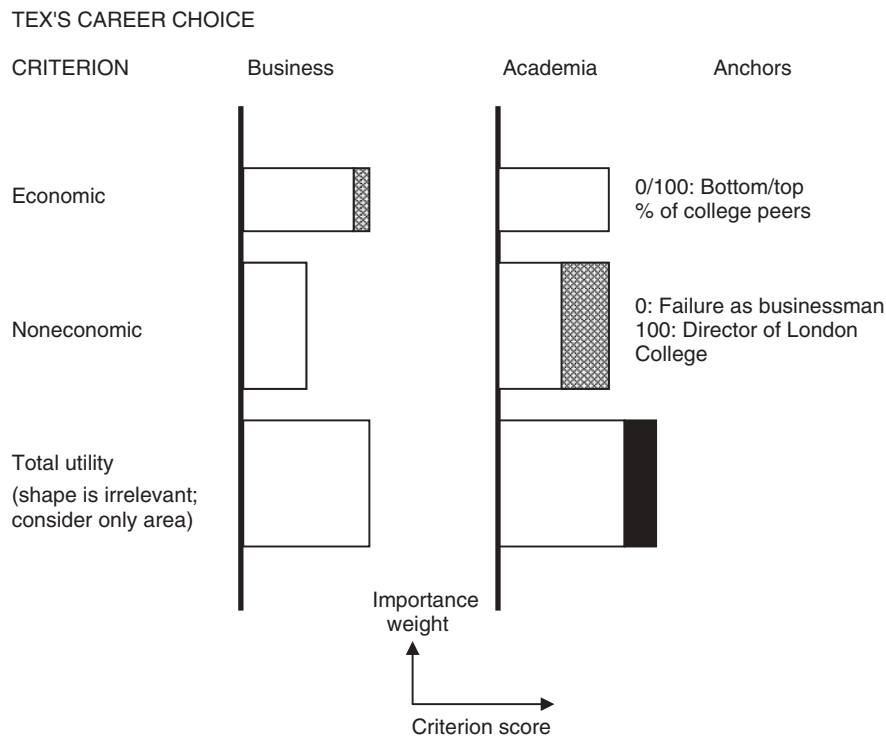 TEX'S CAREER CHOICE
CRITERION Business Academia Anchors
Economic
0/100: Bottom/top
% of college peers
Noneconomic
0: Failure as businessman
100: Director of London
College
Total utility
(shape is irrelevant;
consider only area)
Importance
weight
Criterion score